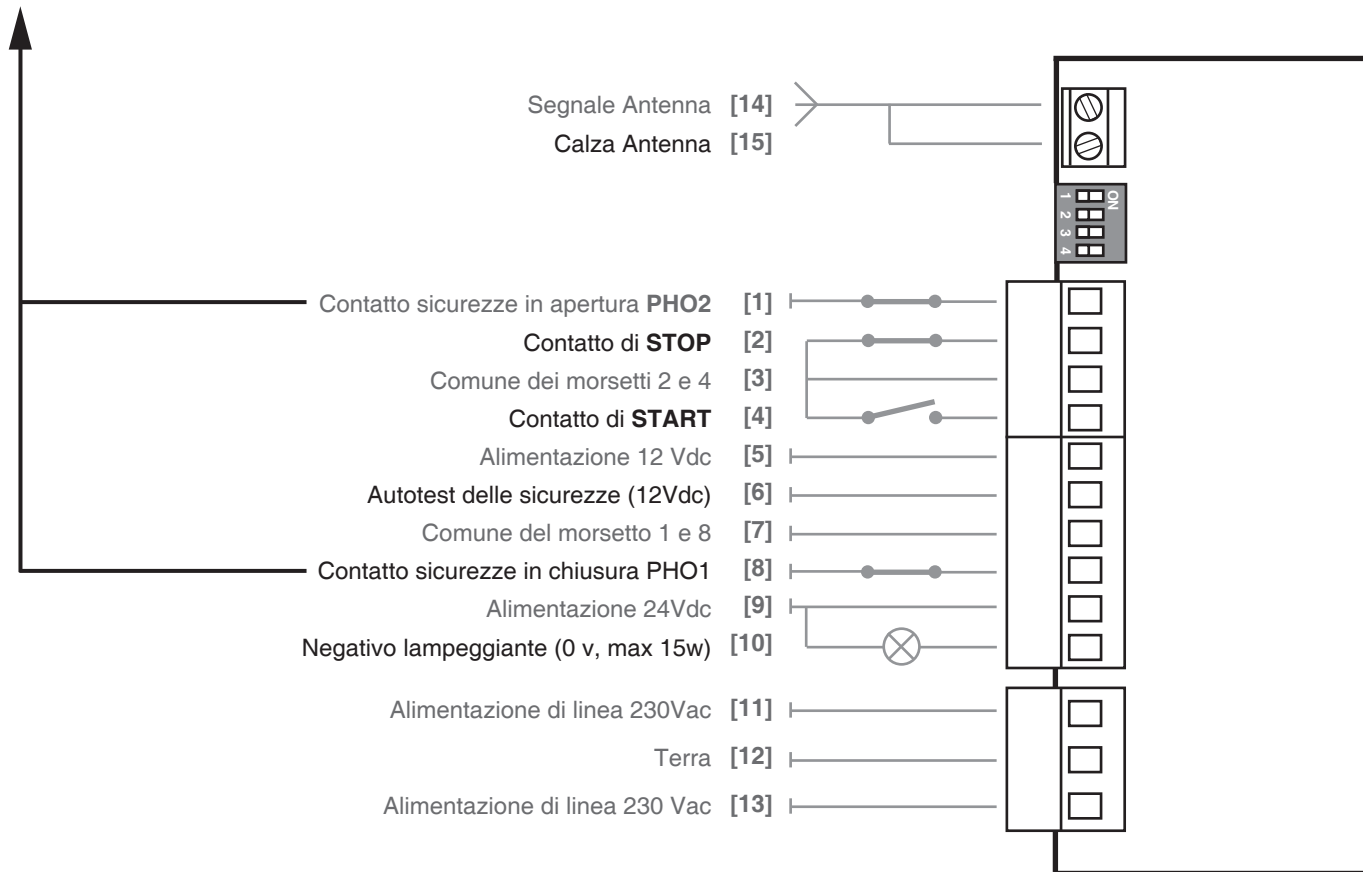 Segnale Antenna [14]
Calza Antenna [15]
ON
1
2
3
4
Contatto sicurezze in apertura PHO2 [1]
Contatto di STOP [2]
Comune dei morsetti 2 e 4 [3]
Contatto di START [4]
Alimentazione 12 Vdc [5]
Autotest delle sicurezze (12Vdc) [6]
Comune del morsetto 1 e 8 [7]
Contatto sicurezze in chiusura PHO1 [8]
Alimentazione 24Vdc [9]
Negativo lampeggiante (0 v, max 15w) [10]
Alimentazione di linea 230Vac [11]
Terra [12]
Alimentazione di linea 230 Vac [13]